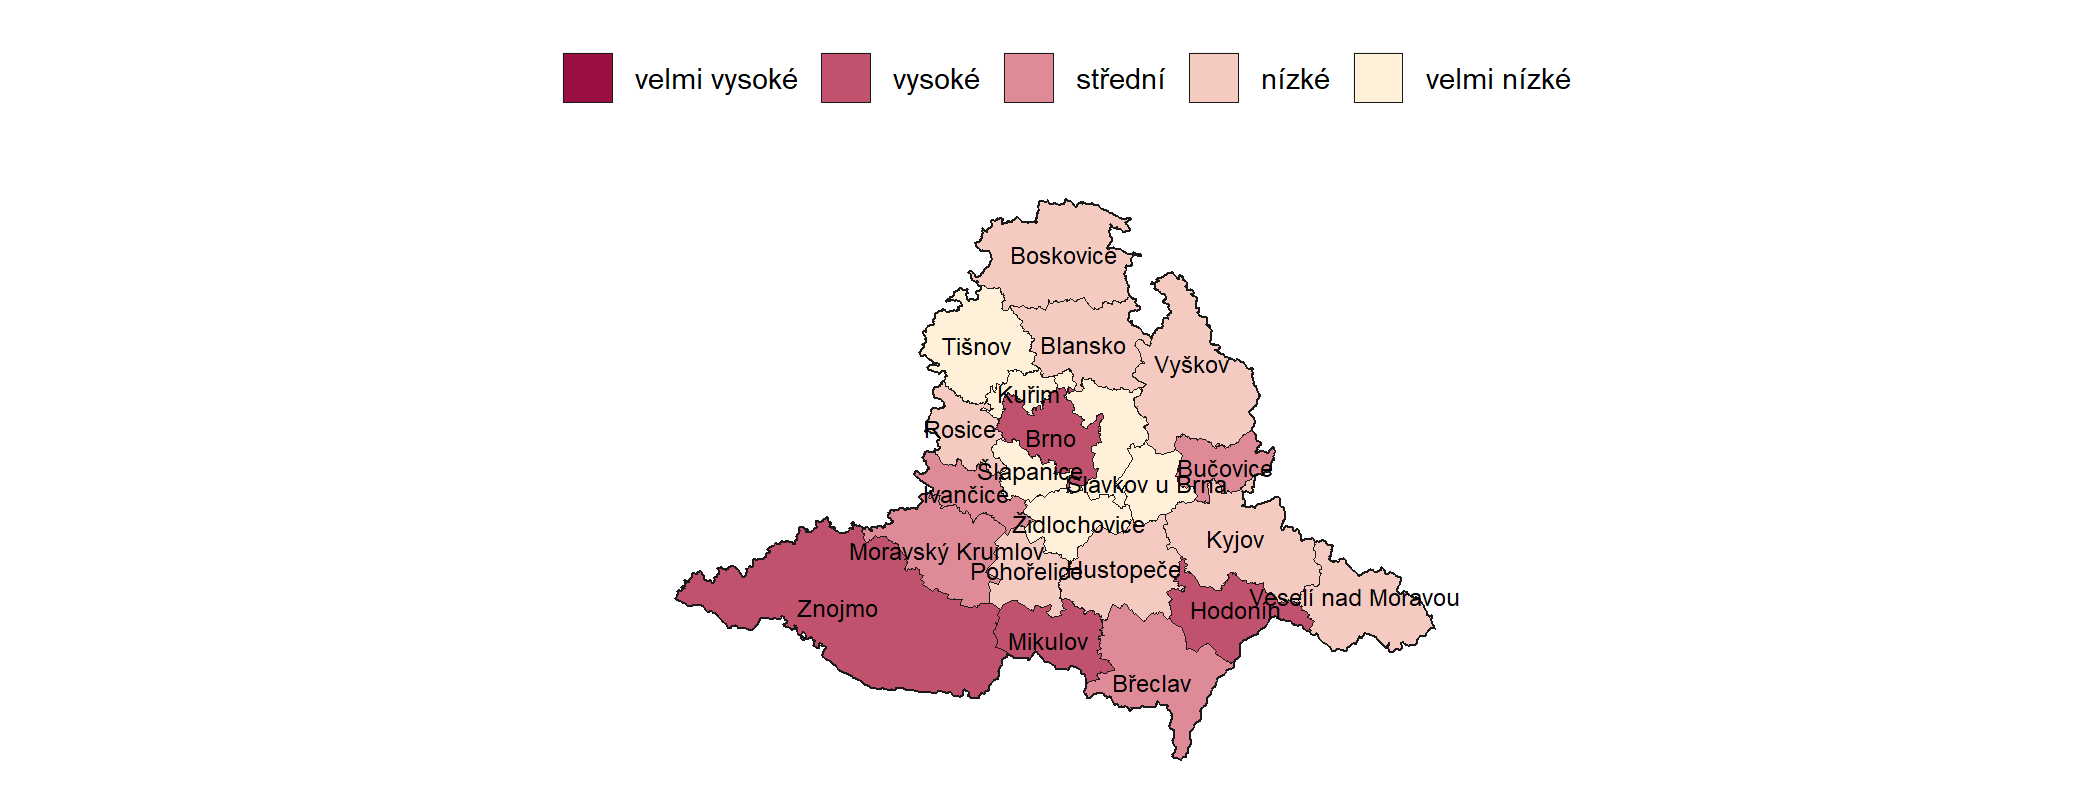 velmi vysoké vysoké střední nízké velmi nízké
Boskovice
Tišnov
Blansko
Vyškov
Kuřim
Rosice
Brno
Šlapanice
Bučovice
Slavkov u Brna
Ivančice
Židlochovice
Kyjov
Moravský Krumlov
Pohořelice
Hustopeče
Veselí nad Moravou
Znojmo
Hodonín
Mikulov
Břeclav